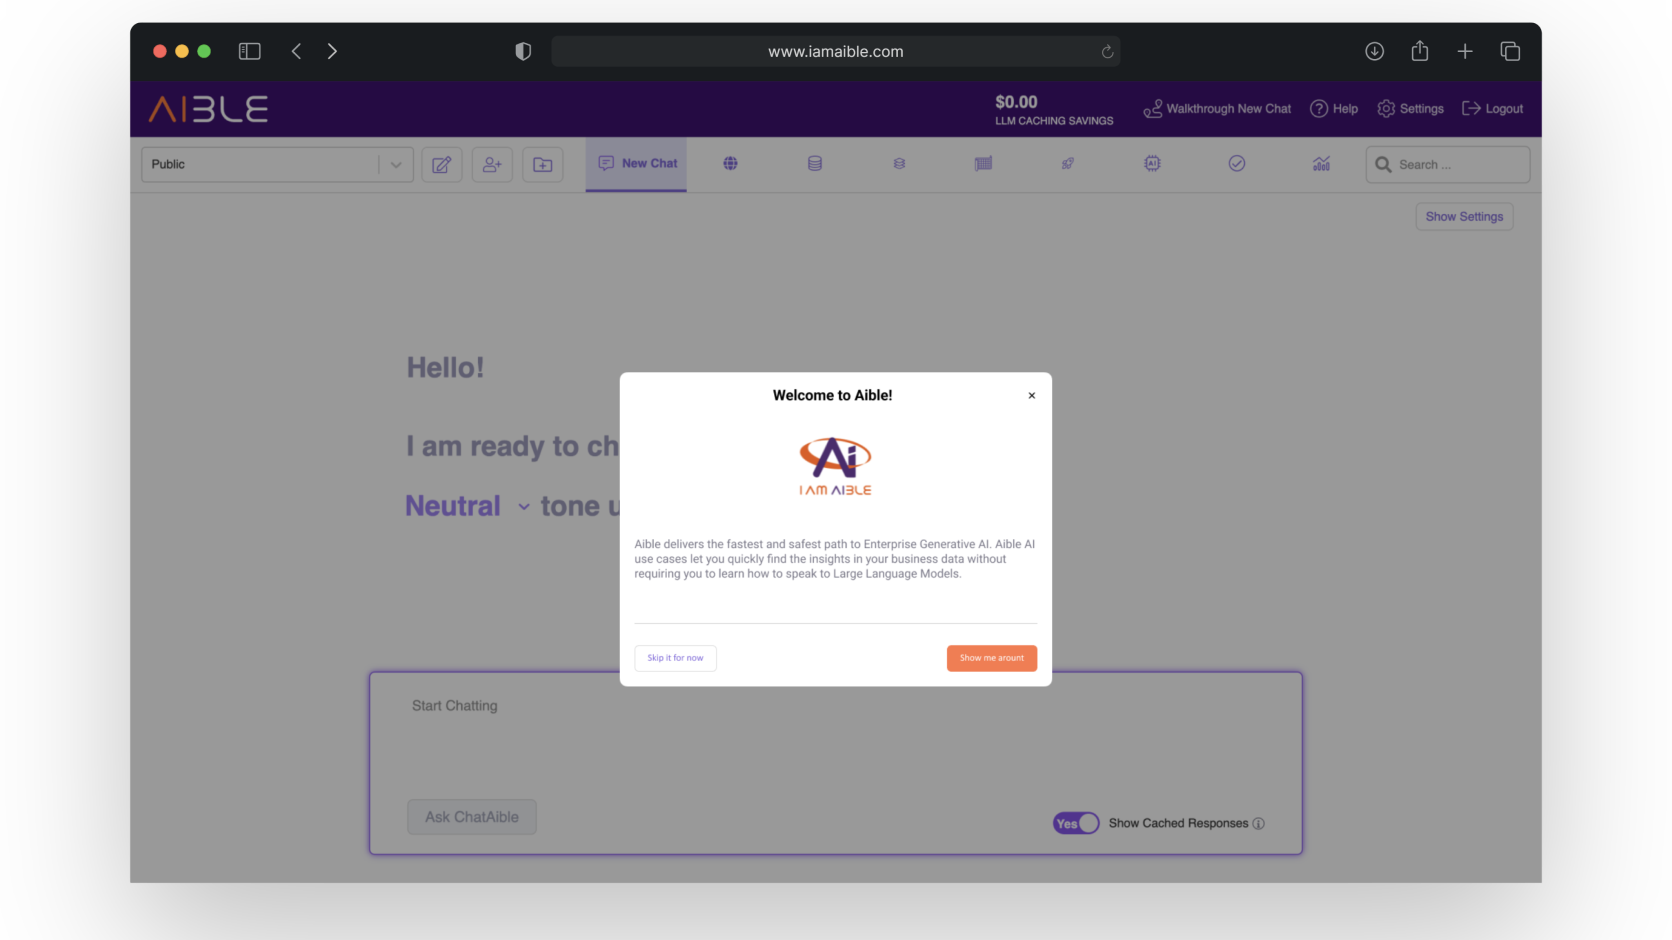 www.iamaible.com
AIBLE
$0.00
LLM CACHING SAVINGS
Walkthrough New Chat
Help
Settings
Logout
Public
New Chat
AI
Search ...
Show Settings
Hello!
I am ready to ch
Neutral tone u
Welcome to Aible!
×
Ai
I AM AIBLE
Aible delivers the fastest and safest path to Enterprise Generative AI. Aible AI
use cases let you quickly find the insights in your business data without
requiring you to learn how to speak to Large Language Models.
Skip it for now
Show me arount
Start Chatting
Ask ChatAible
Yes
Show Cached Responses